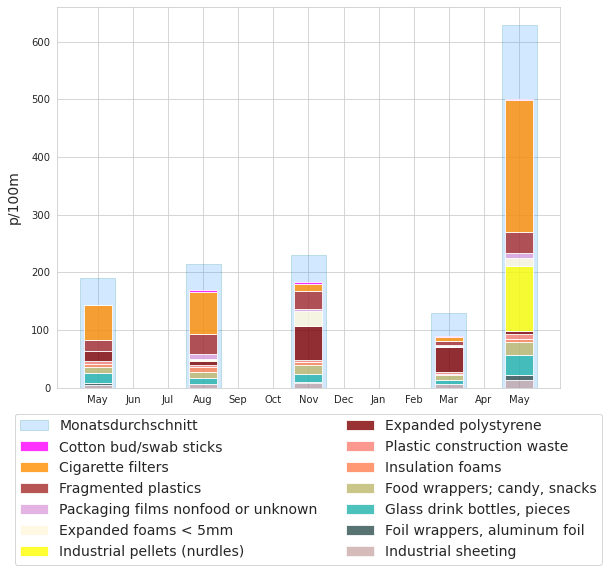 600
500
400
300
200
100
0
p/100m
May Jun Jul Aug Sep Oct Nov Dec Jan Feb Mar Apr May
Monatsdurchschnitt
Cotton bud/swab sticks
Cigarette filters
Fragmented plastics
Packaging films nonfood or unknown
Expanded foams < 5mm
Industrial pellets (nurdles)
Expanded polystyrene
Plastic construction waste
Insulation foams
Food wrappers; candy, snacks
Glass drink bottles, pieces
Foil wrappers, aluminum foil
Industrial sheeting